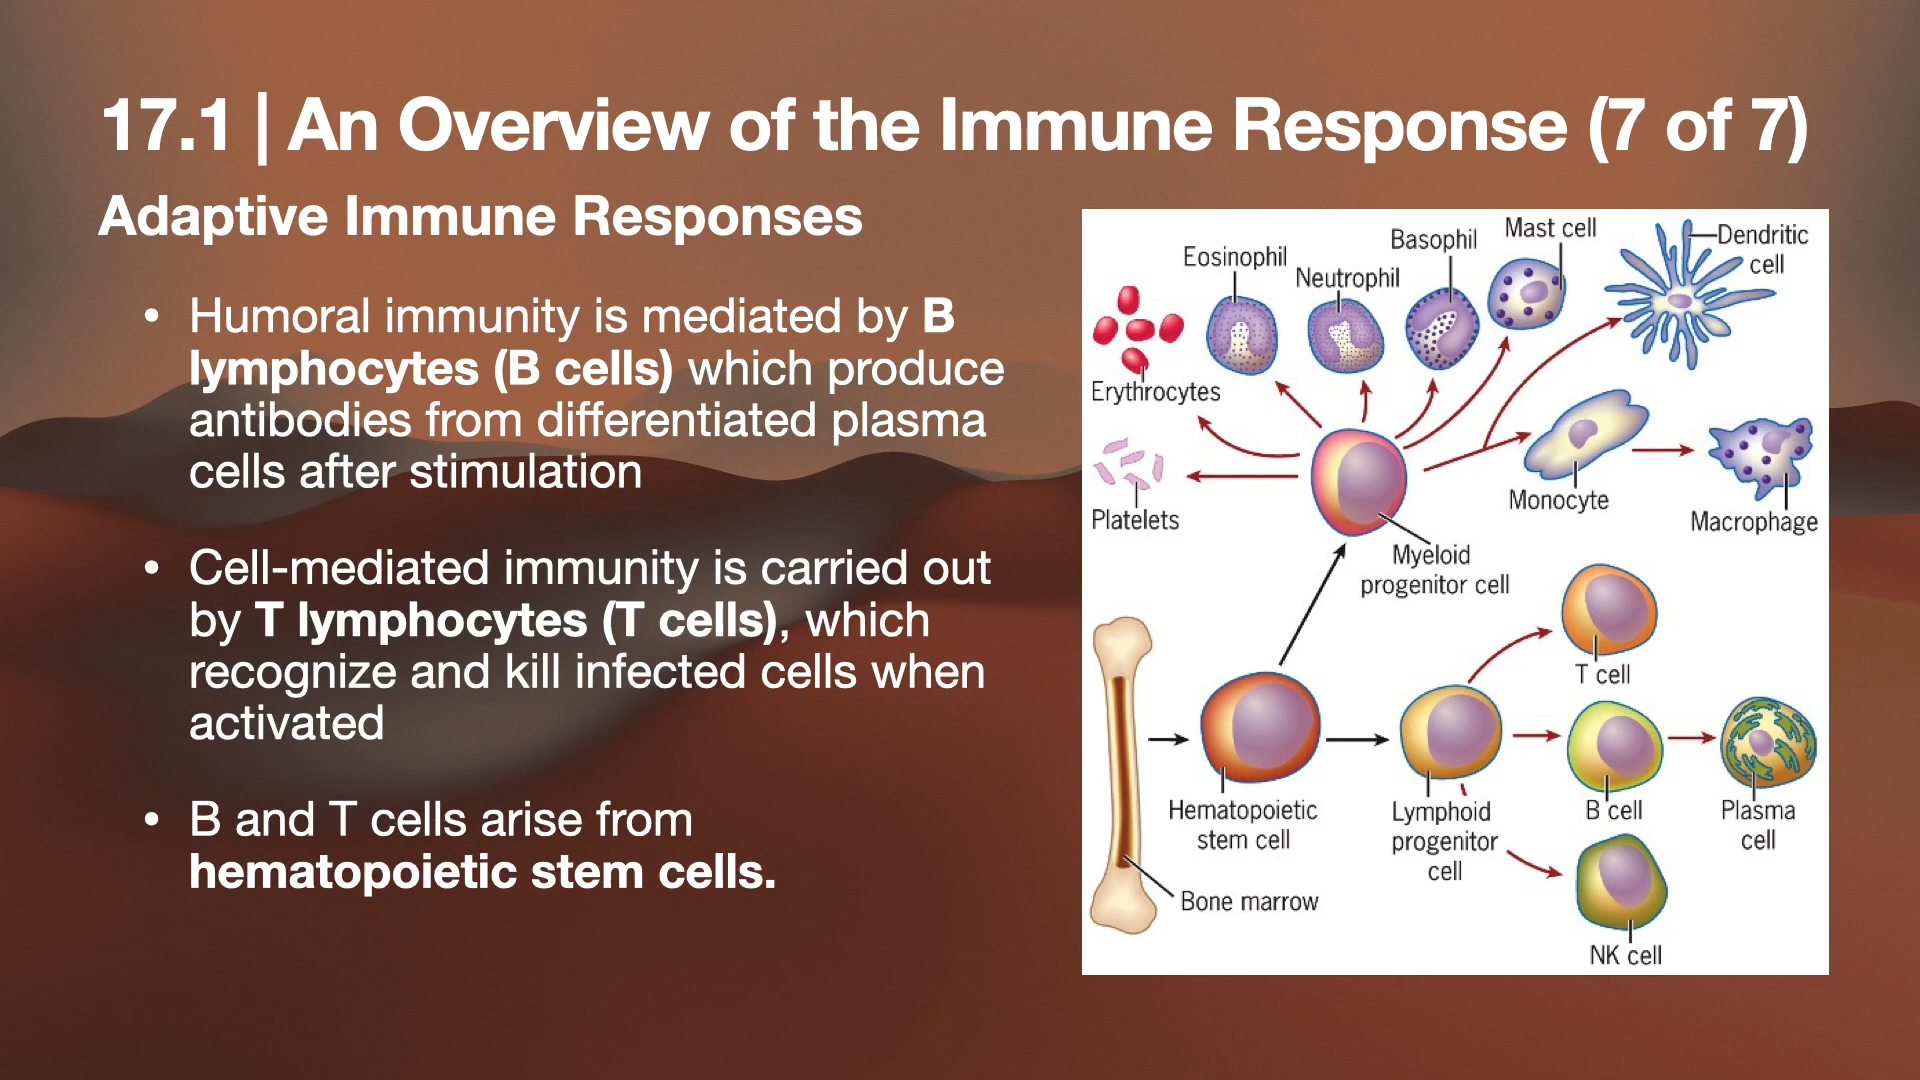 17.1 | An Overview of the Immune Response (7 of 7)
Adaptive Immune Responses
• Humoral immunity is mediated by B
lymphocytes (B cells) which produce
antibodies from differentiated plasma
cells after stimulation
• Cell-mediated immunity is carried out
by T lymphocytes (T cells), which
recognize and kill infected cells when
activated
• B and T cells arise from
hematopoietic stem cells.
Eosinophil
Neutrophil
Basophil
Mast cell
Dendritic
cell
Erythrocytes
Platelets
Monocyte
Macrophage
Myeloid
progenitor cell
T cell
Hematopoietic
stem cell
Lymphoid
progenitor
cell
B cell
Plasma
cell
Bone marrow
NK cell